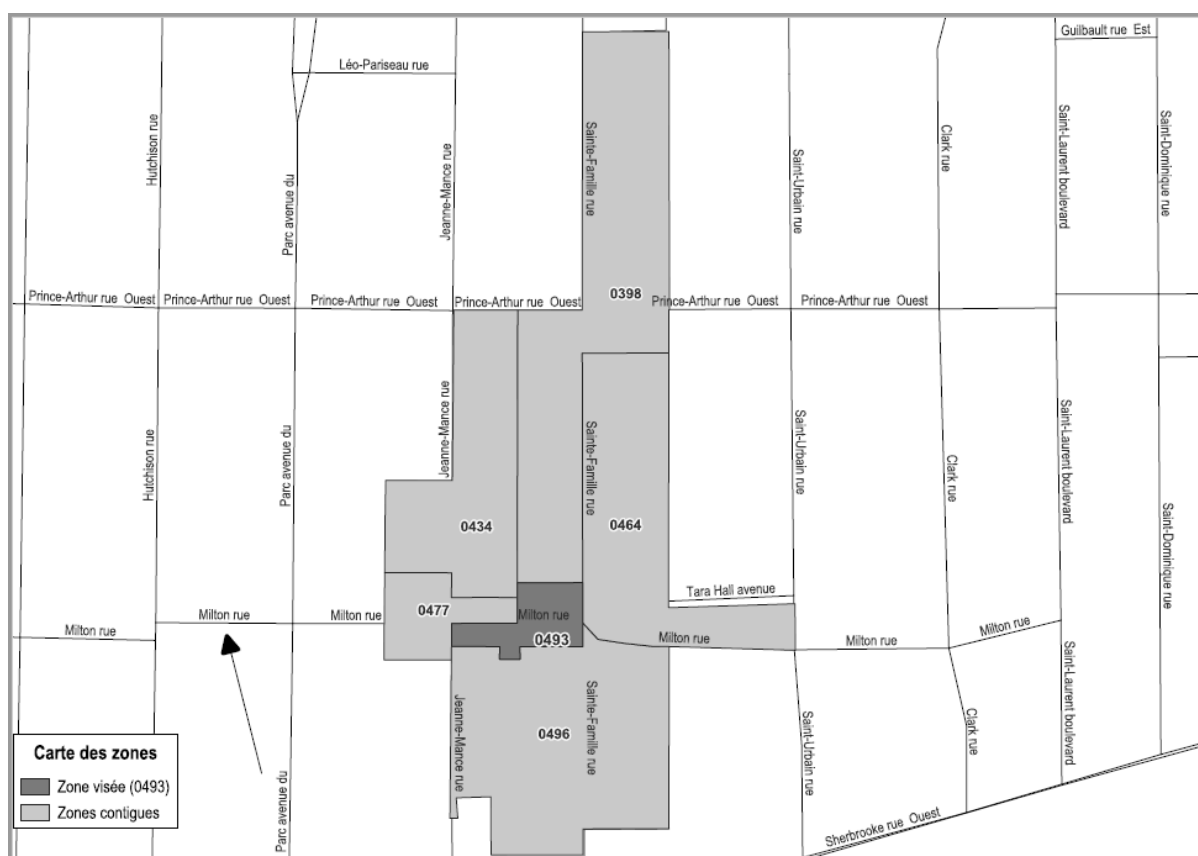 Guilbault rue Est
Léo-Pariseau rue
Hutchison rue
Parc avenue du
Jeanne-Mance rue
Sainte-Famille rue
Saint-Urbain rue
Clark rue
Saint-Laurent boulevard
Saint-Dominique rue
Prince-Arthur rue Ouest
Prince-Arthur rue Ouest
Prince-Arthur rue Ouest
Prince-Arthur rue Ouest
0398
Prince-Arthur rue Ouest
Prince-Arthur rue Ouest
Hutchison rue
Parc avenue du
Jeanne-Mance rue
Sainte-Famille rue
Saint-Urbain rue
Clark rue
Saint-Laurent boulevard
Saint-Dominique rue
0434
0464
Tara Hall avenue
Milton rue
Milton rue
Milton rue
0477
Milton rue
0493
Milton rue
Milton rue
Milton rue
Jeanne-Mance rue
Sainte-Famille rue
0496
Saint-Urbain rue
Clark rue
Saint-Laurent boulevard
Parc avenue du
Sherbrooke rue Ouest
Carte des zones
Zone visée (0493)
Zones contigues